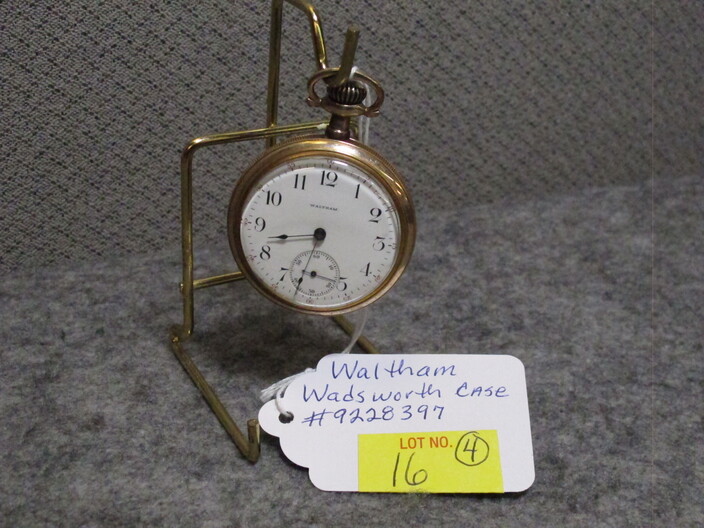 11 12 1
10 2
WALTHAM
9 3
8 4
7 5
Waltham
Wadsworth CASE
#9228397
LOT NO. 4
16